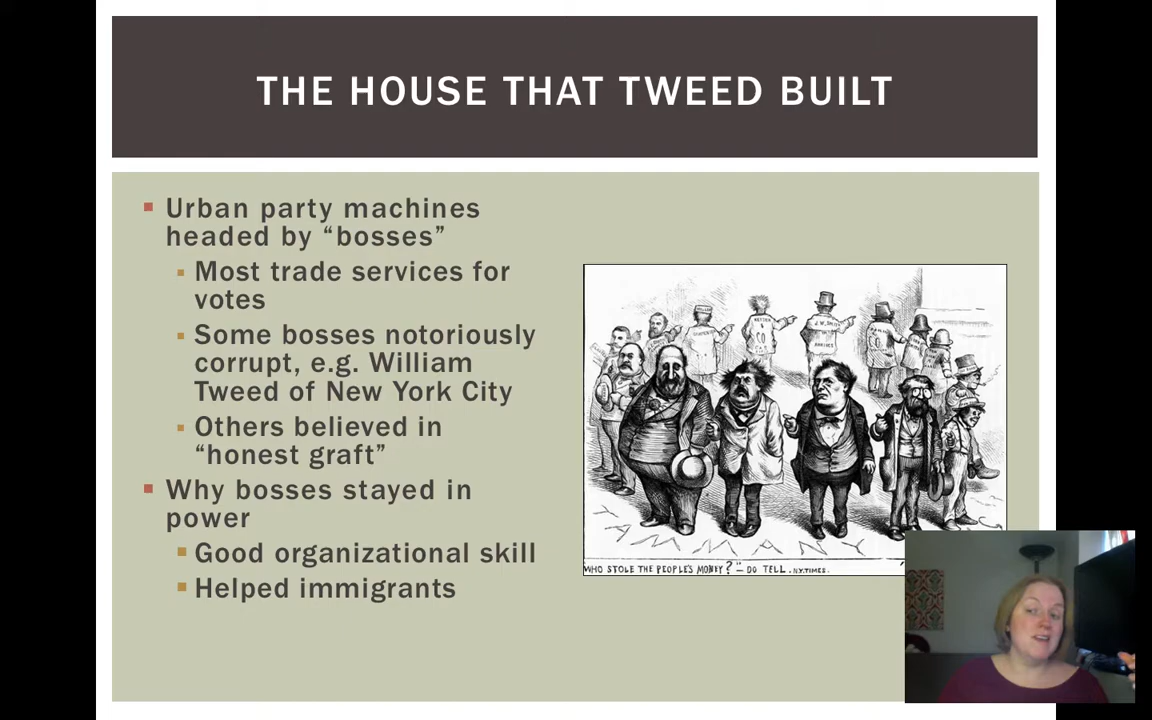 THE HOUSE THAT TWEED BUILT
▪ Urban party machines
headed by “bosses”
▪ Most trade services for
votes
▪ Some bosses notoriously
corrupt, e.g. William
Tweed of New York City
▪ Others believed in
“honest graft”
▪ Why bosses stayed in
power
▪ Good organizational skill
▪ Helped immigrants
TAMMANY
"WHO STOLE THE PEOPLE'S MONEY?" — DO TELL . N.Y.TIMES.